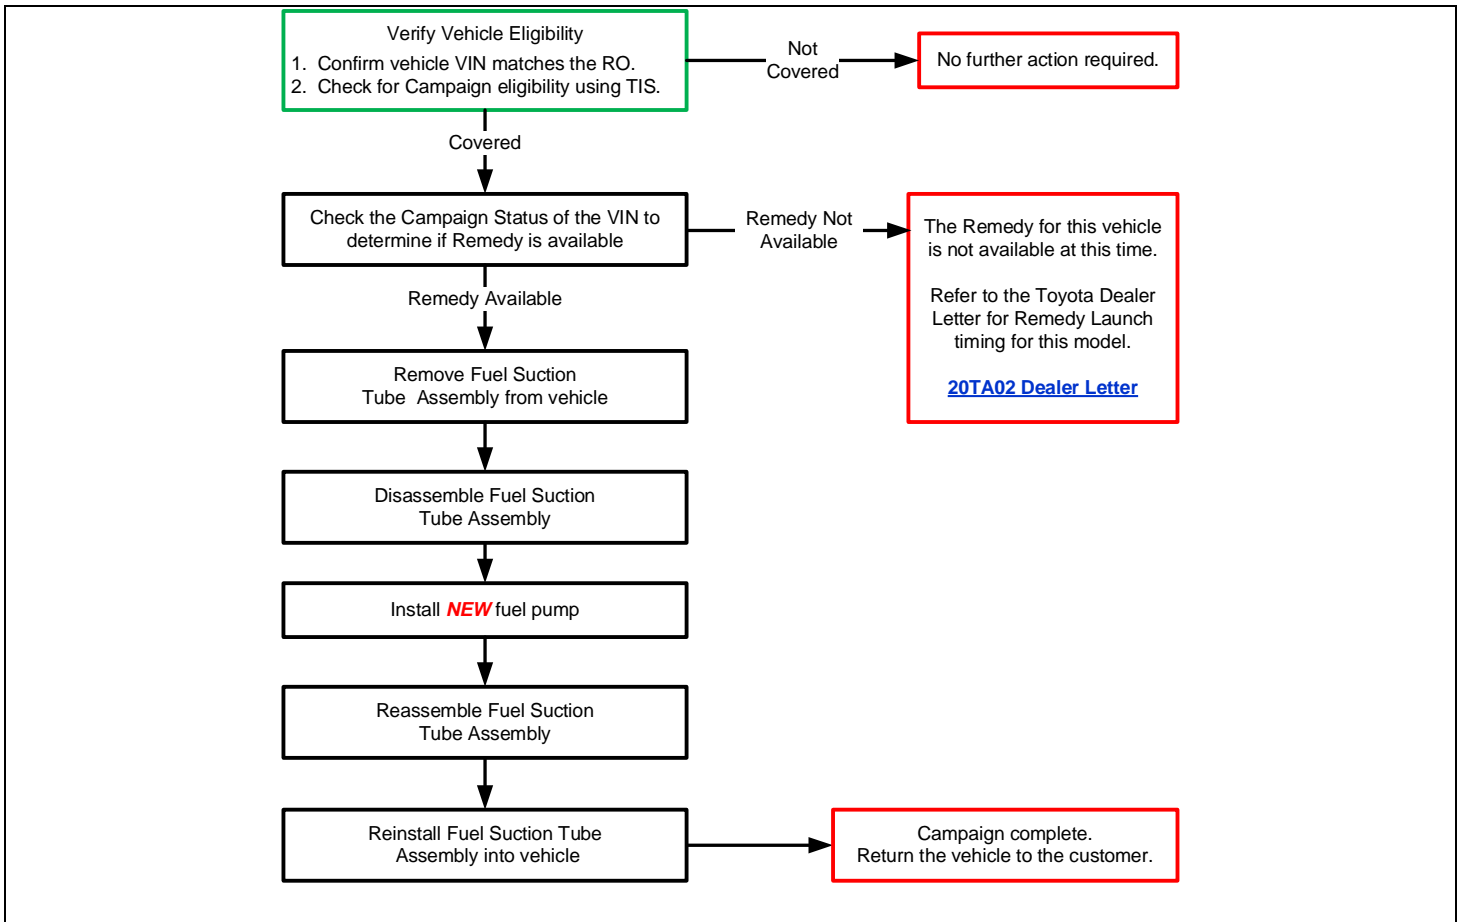 Verify Vehicle Eligibility
1. Confirm vehicle VIN matches the RO.
2. Check for Campaign eligibility using TIS.
Not
Covered
No further action required.
Covered
Check the Campaign Status of the VIN to
determine if Remedy is available
Remedy Not
Available
The Remedy for this vehicle
is not available at this time.
Refer to the Toyota Dealer
Letter for Remedy Launch
timing for this model.
20TA02 Dealer Letter
Remedy Available
Remove Fuel Suction
Tube Assembly from vehicle
Disassemble Fuel Suction
Tube Assembly
Install NEW fuel pump
Reassemble Fuel Suction
Tube Assembly
Reinstall Fuel Suction Tube
Assembly into vehicle
Campaign complete.
Return the vehicle to the customer.